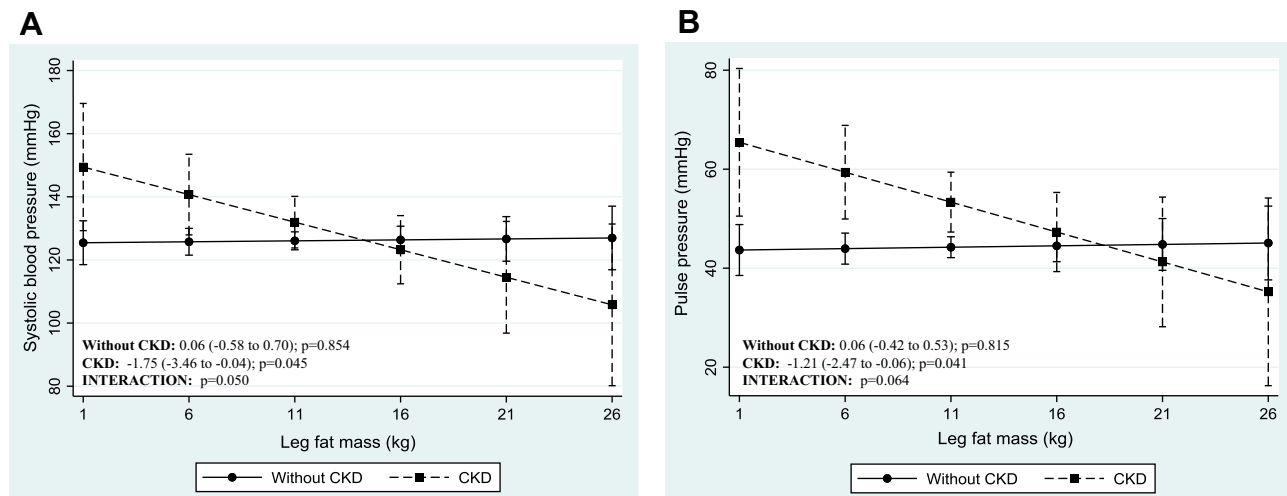 A
Systolic blood pressure (mmHg)
180
160
140
120
100
80
Without CKD: 0.06 (-0.58 to 0.70); p=0.854
CKD: -1.75 (-3.46 to -0.04); p=0.045
INTERACTION: p=0.050
1 6 11 16 21 26
Leg fat mass (kg)
Without CKD CKD
B
Pulse pressure (mmHg)
80
60
40
20
Without CKD: 0.06 (-0.42 to 0.53); p=0.815
CKD: -1.21 (-2.47 to -0.06); p=0.041
INTERACTION: p=0.064
1 6 11 16 21 26
Leg fat mass (kg)
Without CKD CKD